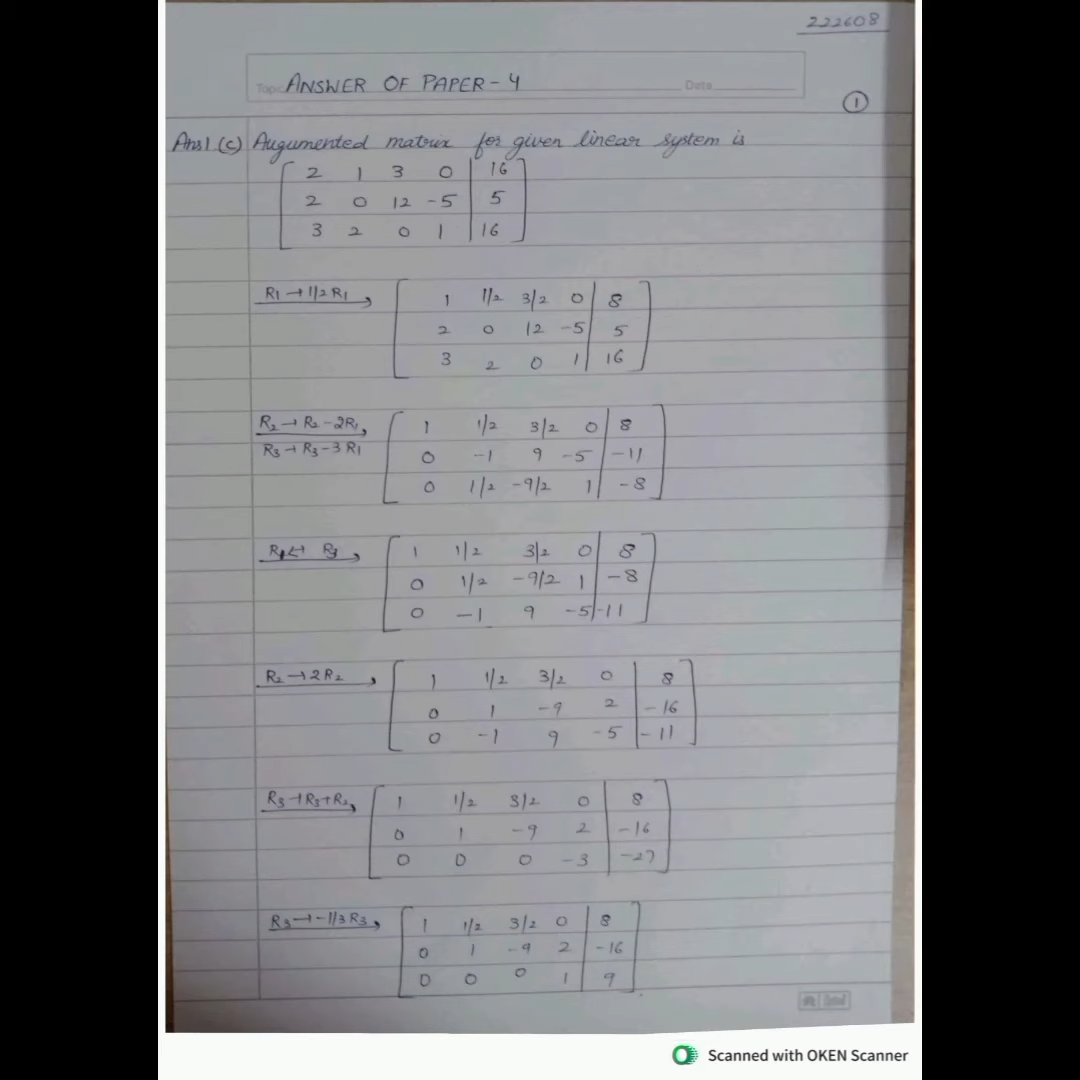 222608
Topic ANSWER OF PAPER-4 Date
1
Ans1 (c) Augumented matrix for given linear system is
2 1 3 0 | 16
2 0 12 -5 | 5
3 2 0 1 | 16
R1→1/2 R1
1 1/2 3/2 0 | 8
2 0 12 -5 | 5
3 2 0 1 | 16
R2→R2-2R1,
R3→R3-3R1
1 1/2 3/2 0 | 8
0 -1 9 -5 | -11
0 1/2 -9/2 1 | -8
1 1/2 3/2 0 | 8
0 1/2 -9/2 1 | -8
0 -1 9 -5 | -11
R2→2R2
1 1/2 3/2 0 | 8
0 1 -9 2 | -16
0 -1 9 -5 | -11
R3→R3+R2
1 1/2 3/2 0 | 8
0 1 -9 2 | -16
0 0 0 -3 | -27
R3→-1/3 R3
1 1/2 3/2 0 | 8
0 1 -9 2 | -16
0 0 0 1 | 9
Scanned with OKEN Scanner